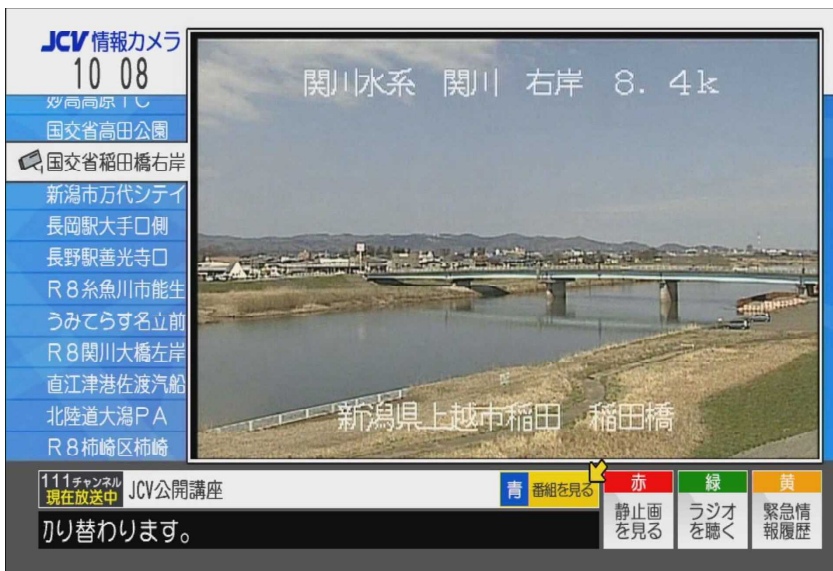 JCV 情報カメラ
10 08
妙高高原IC
国交省高田公園
国交省稲田橋右岸
新潟市万代シテイ
長岡駅大手口側
長野駅善光寺口
R8糸魚川市能生
うみてらす名立前
R8関川大橋左岸
直江津港佐渡汽船
北陸道大潟PA
R8柿崎区柿崎
関川水系 関川 右岸 8.4k
新潟県上越市稲田 稲田橋
111チャンネル
現在放送中
JCV公開講座
青 番組を見る
赤
静止画
を見る
緑
ラジオ
を聴く
黄
緊急情
報履歴
り替わります。